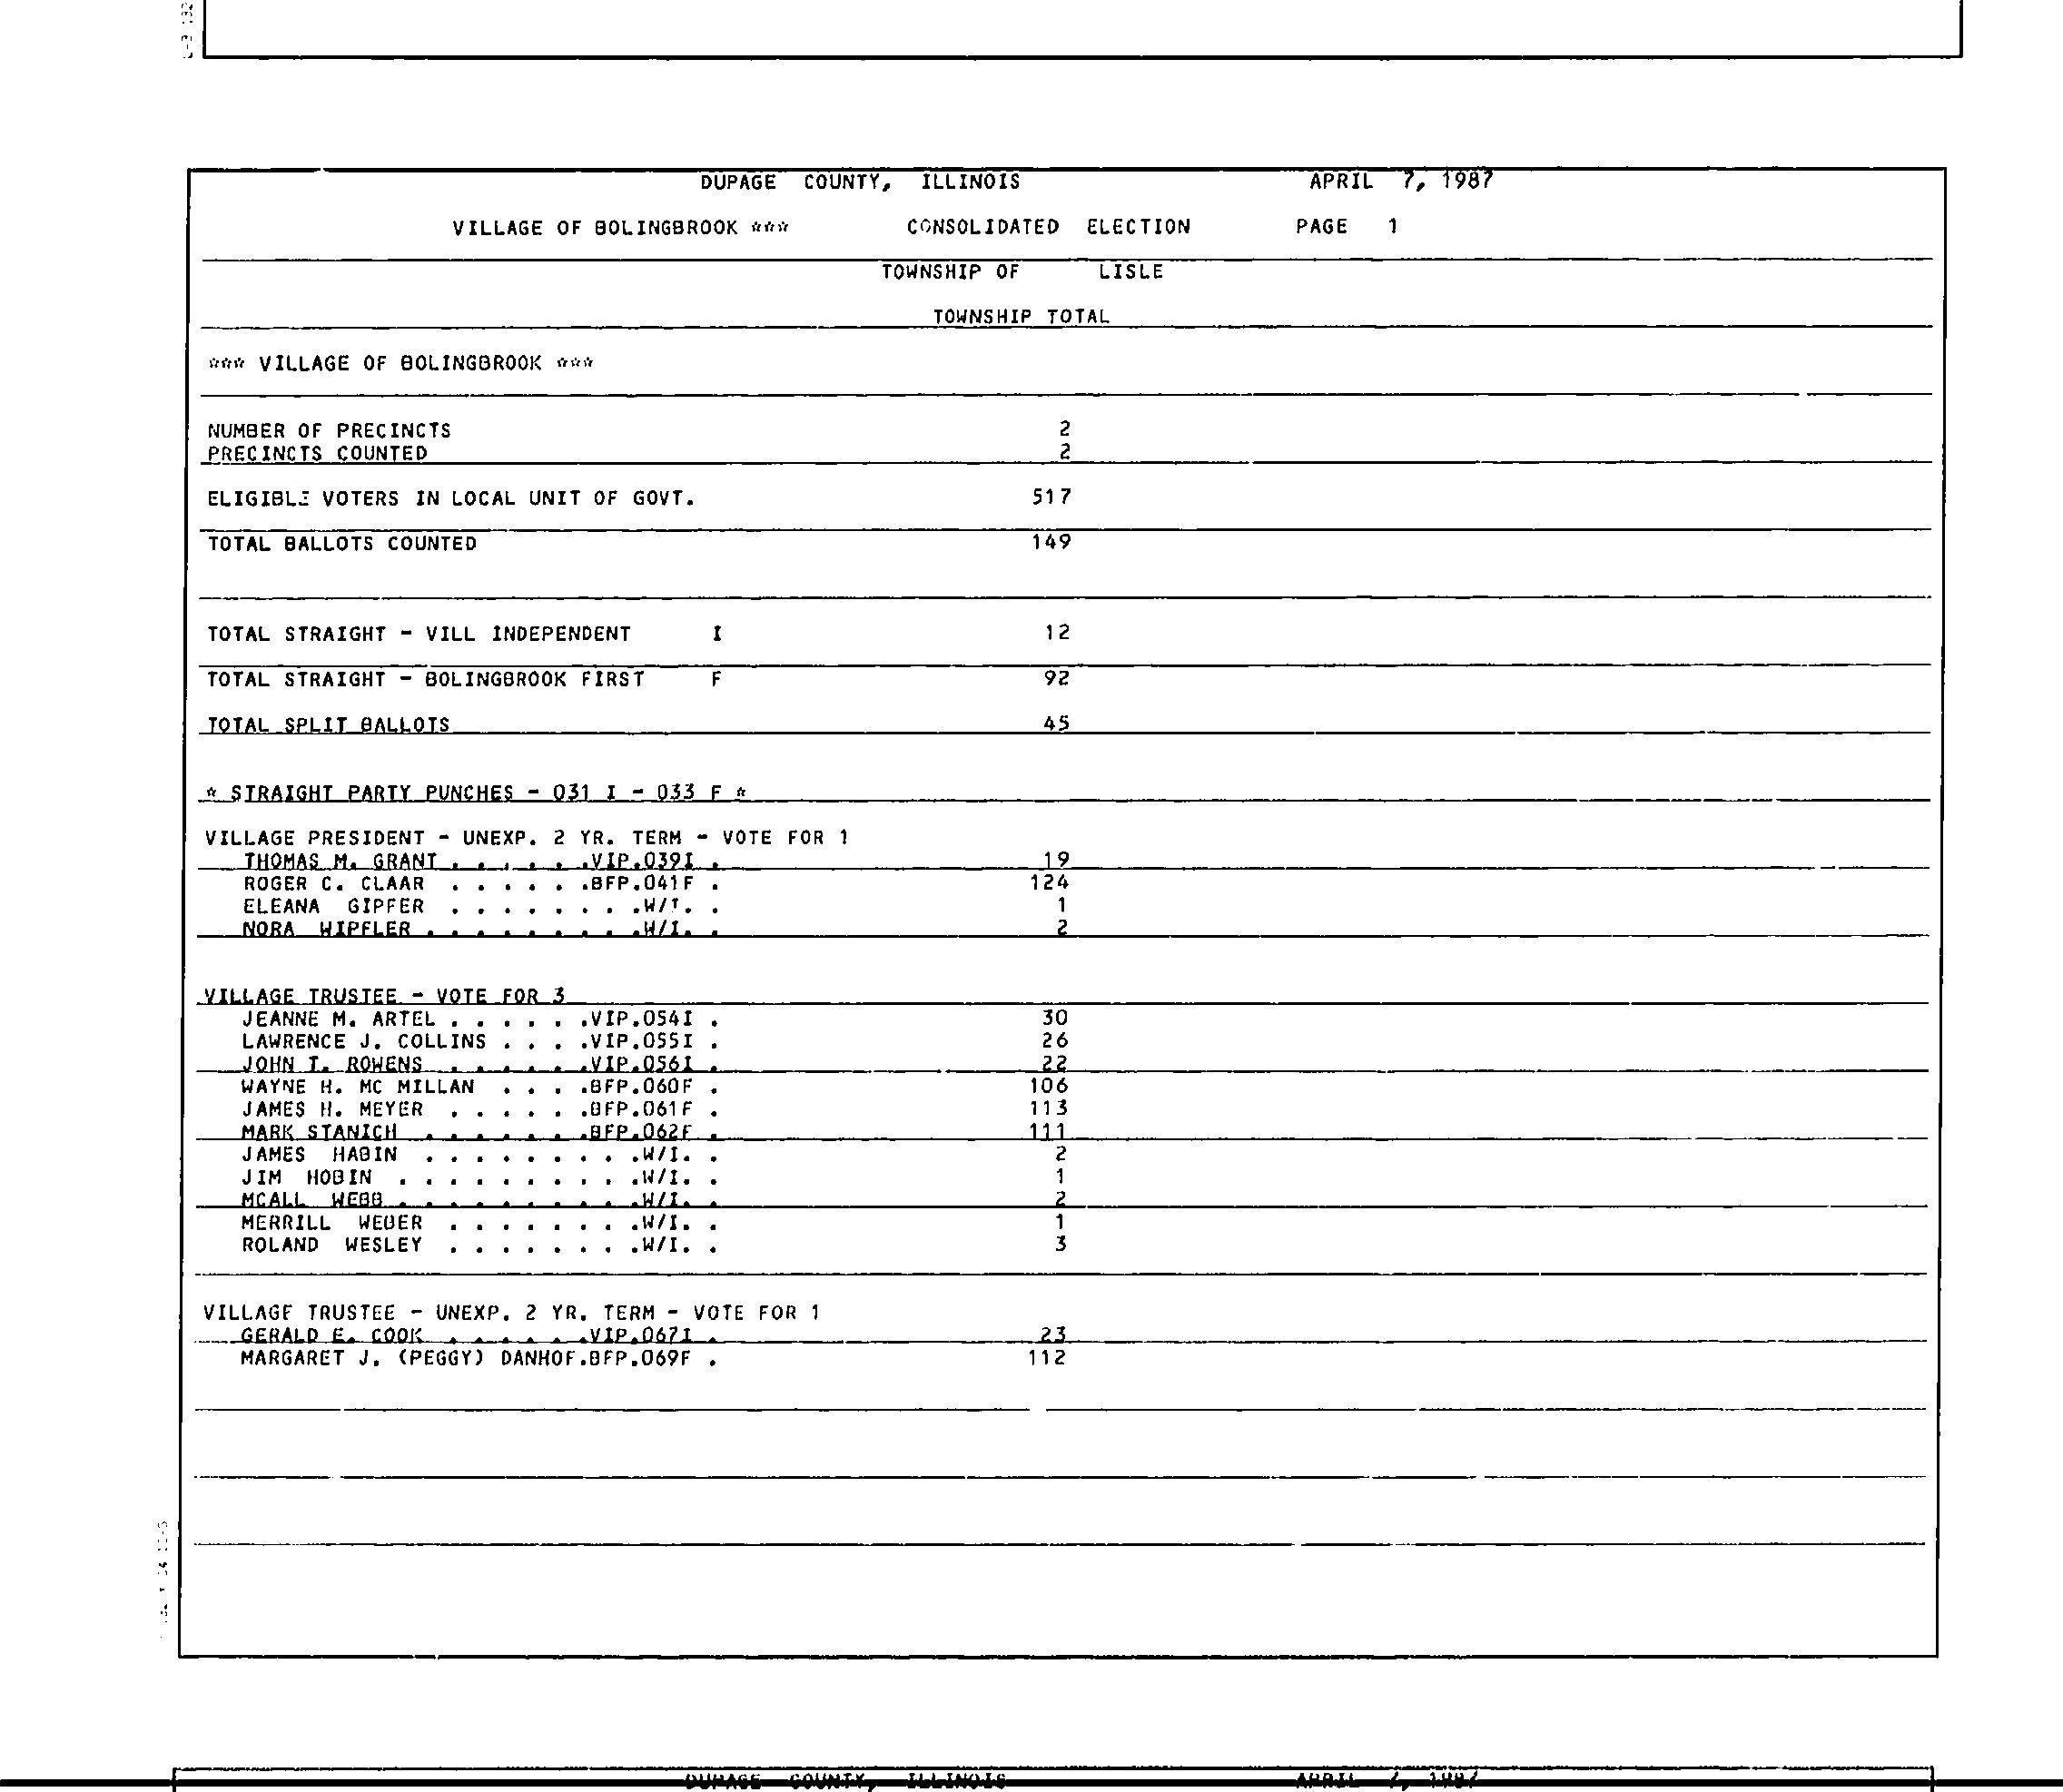 DUPAGE COUNTY, ILLINOIS APRIL 7, 1987
VILLAGE OF BOLINGBROOK *** CONSOLIDATED ELECTION PAGE 1
TOWNSHIP OF LISLE
TOWNSHIP TOTAL
*** VILLAGE OF BOLINGBROOK ***
NUMBER OF PRECINCTS 2
PRECINCTS COUNTED 2
ELIGIBLE VOTERS IN LOCAL UNIT OF GOVT. 517
TOTAL BALLOTS COUNTED 149
TOTAL STRAIGHT - VILL INDEPENDENT I 12
TOTAL STRAIGHT - BOLINGBROOK FIRST F 92
TOTAL SPLIT BALLOTS 45
* STRAIGHT PARTY PUNCHES - 031 I - 033 F *
VILLAGE PRESIDENT - UNEXP. 2 YR. TERM - VOTE FOR 1
THOMAS M. GRANT . . . . . .VIP.039I . 19
ROGER C. CLAAR . . . . . .BFP.041F . 124
ELEANA GIPFER . . . . . . . .W/I. . 1
NORA WIPFLER . . . . . . . . .W/I. . 2
VILLAGE TRUSTEE - VOTE FOR 3
JEANNE M. ARTEL . . . . . .VIP.054I . 30
LAWRENCE J. COLLINS . . . .VIP.055I . 26
JOHN T. ROWENS . . . . . .VIP.056I . 22
WAYNE H. MC MILLAN . . . .BFP.060F . 106
JAMES H. MEYER . . . . . .BFP.061F . 113
MARK STANICH . . . . . . .BFP.062F . 111
JAMES HABIN . . . . . . . . .W/I. . 2
JIM HOBIN . . . . . . . . . .W/I. . 1
MCALL WEBB . . . . . . . . . .W/I. . 2
MERRILL WEBER . . . . . . . .W/I. . 1
ROLAND WESLEY . . . . . . . .W/I. . 3
VILLAGE TRUSTEE - UNEXP. 2 YR. TERM - VOTE FOR 1
GERALD E. COOK . . . . . .VIP.067I . 23
MARGARET J. (PEGGY) DANHOF.BFP.069F . 112
DUPAGE COUNTY, ILLINOIS APRIL 7, 1987